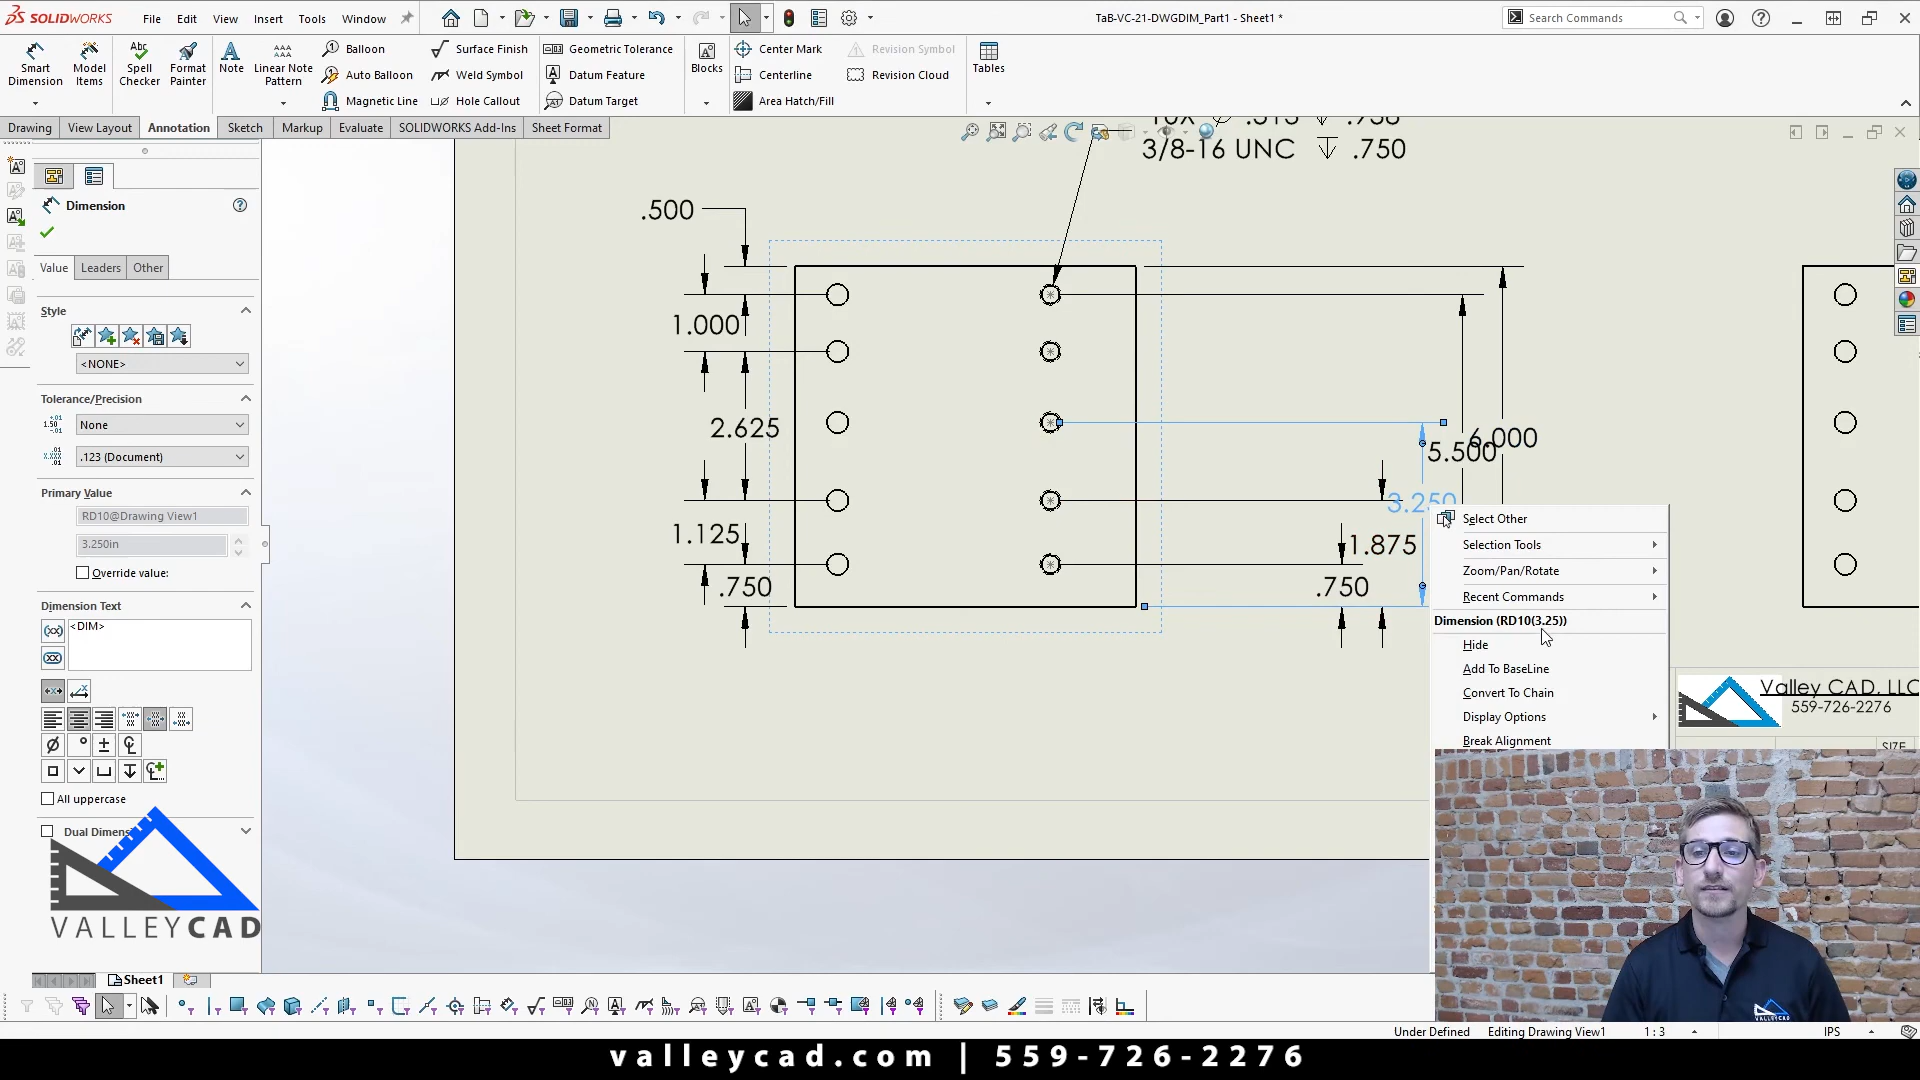 SOLIDWORKS
File
Edit
View
Insert
Tools
Window
TaB-VC-21-DWGDIM_Part1 - Sheet1 *
Search Commands
Smart Dimension
Model Items
Spell Checker
Format Painter
Note
Linear Note Pattern
Balloon
Auto Balloon
Magnetic Line
Surface Finish
Weld Symbol
Hole Callout
Geometric Tolerance
Datum Feature
Datum Target
Blocks
Center Mark
Centerline
Area Hatch/Fill
Revision Symbol
Revision Cloud
Tables
Drawing
View Layout
Annotation
Sketch
Markup
Evaluate
SOLIDWORKS Add-Ins
Sheet Format
Dimension
Value
Leaders
Other
Style
<NONE>
Tolerance/Precision
None
.123 (Document)
Primary Value
RD10@Drawing View1
3.250in
Override value:
Dimension Text
<DIM>
All uppercase
Dual Dimens
VALLEYCAD
3/8-16 UNC ↧ .750
.500
1.000
2.625
1.125
.750
6.000
5.500
3.250
1.875
.750
Select Other
Selection Tools
Zoom/Pan/Rotate
Recent Commands
Dimension (RD10(3.25))
Hide
Add To BaseLine
Convert To Chain
Display Options
Break Alignment
Valley CAD, LLC
559-726-2276
SIZE
VALLEYCAD
Sheet1
Under Defined
Editing Drawing View1
1 : 3
IPS
valleycad.com | 559-726-2276